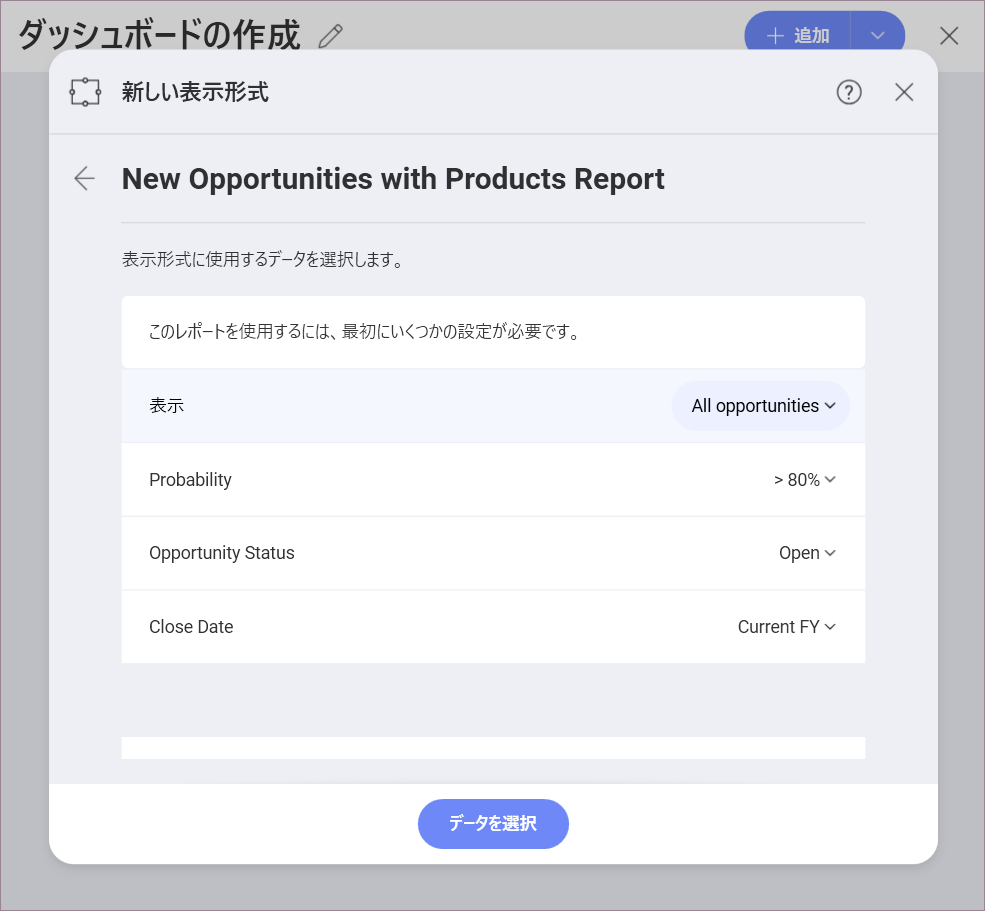 ダッシュボードの作成
追加
新しい表示形式
New Opportunities with Products Report
表示形式に使用するデータを選択します。
このレポートを使用するには、最初にいくつかの設定が必要です。
表示 All opportunities
Probability > 80%
Opportunity Status Open
Close Date Current FY
データを選択